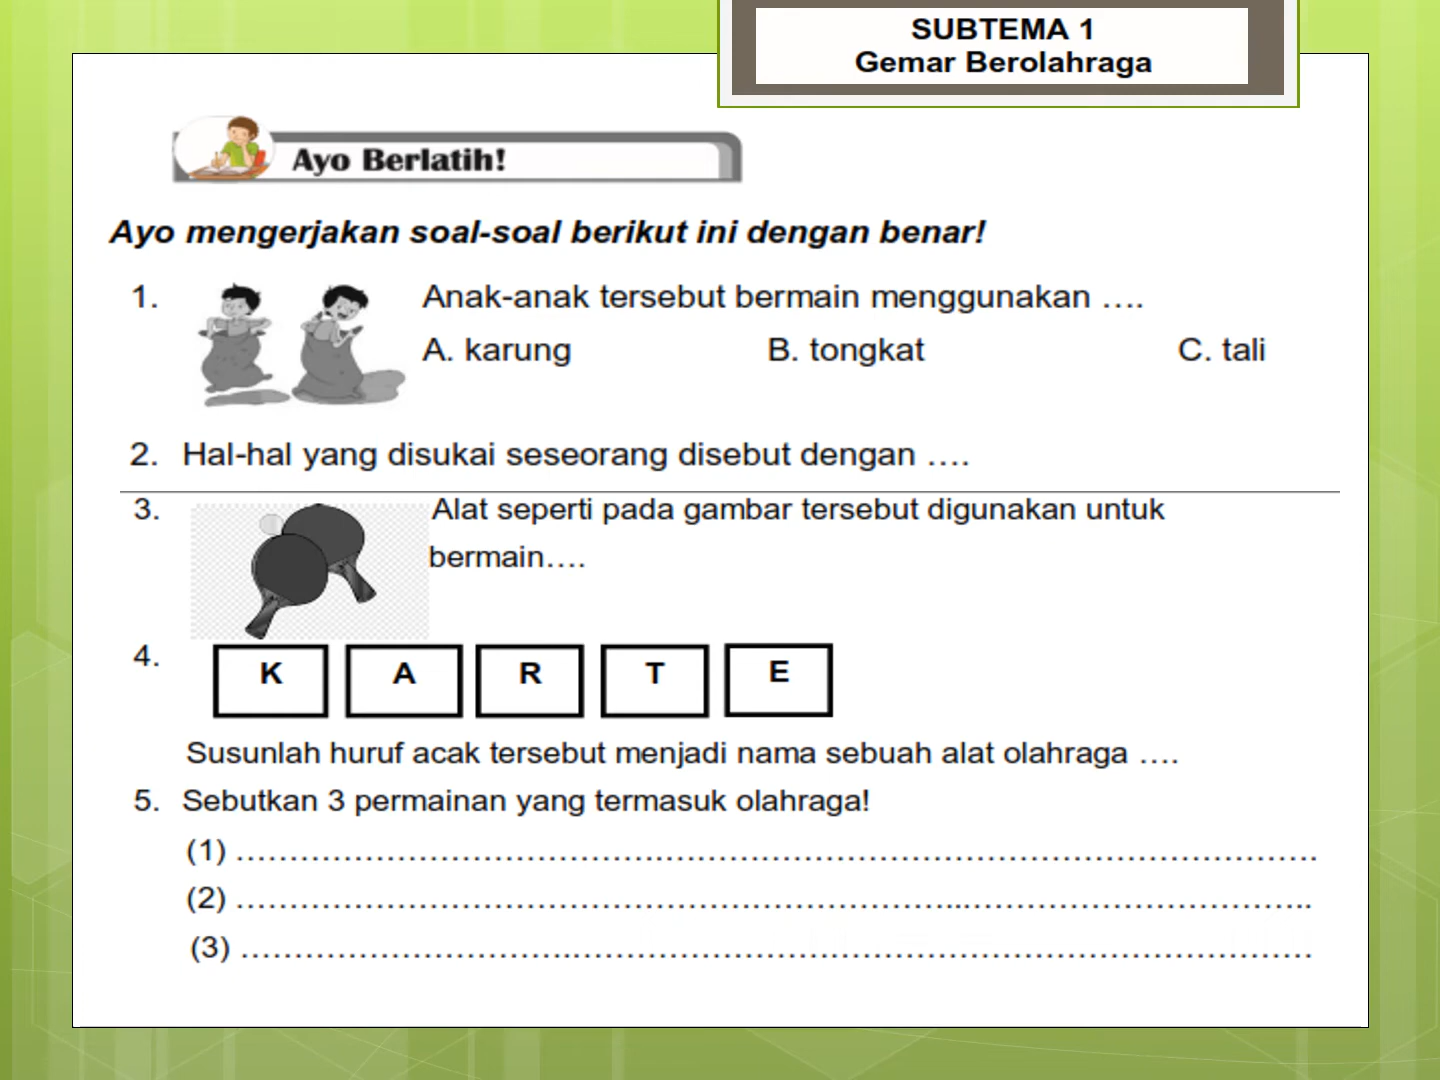 SUBTEMA 1
Gemar Berolahraga
Ayo Berlatih!
Ayo mengerjakan soal-soal berikut ini dengan benar!
1. Anak-anak tersebut bermain menggunakan ….
A. karung B. tongkat C. tali
2. Hal-hal yang disukai seseorang disebut dengan ….
3. Alat seperti pada gambar tersebut digunakan untuk
bermain….
4. K A R T E
Susunlah huruf acak tersebut menjadi nama sebuah alat olahraga ….
5. Sebutkan 3 permainan yang termasuk olahraga!
(1) ……………………………………………………………………………………….
(2) ………………………………………………………...…………………………..
(3) ………………………….……………………………………………………………